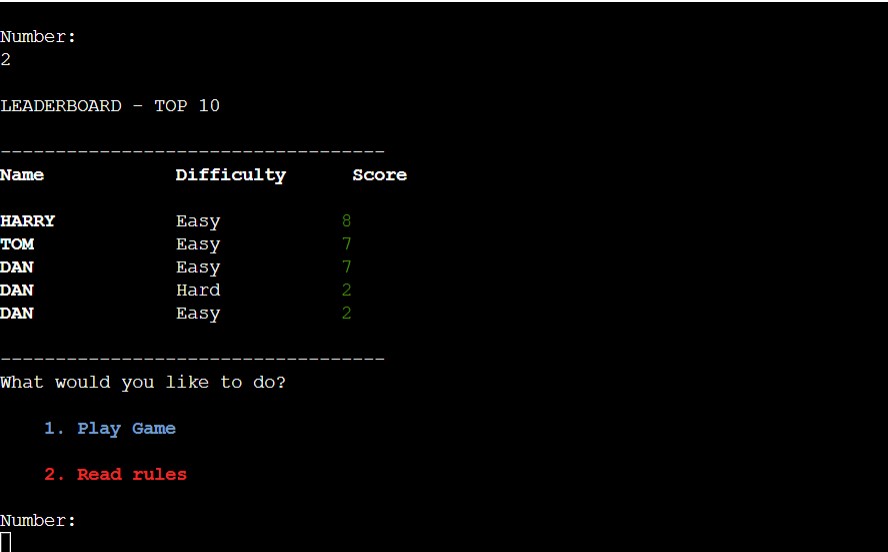 Number:
2
LEADERBOARD - TOP 10
-----------------------------------
Name Difficulty Score
HARRY Easy 8
TOM Easy 7
DAN Easy 7
DAN Hard 2
DAN Easy 2
-----------------------------------
What would you like to do?
1. Play Game
2. Read rules
Number: